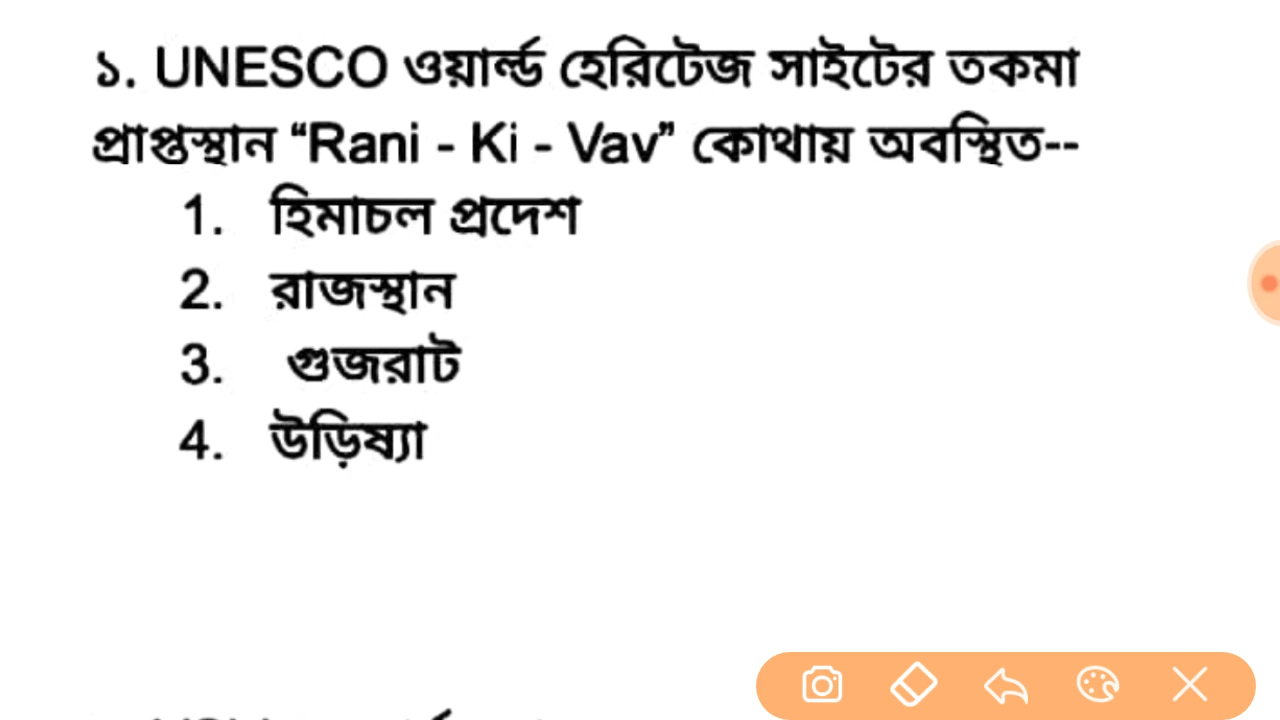 ১. UNESCO ওয়ার্ল্ড হেরিটেজ সাইটের তকমা
প্রাপ্তস্থান “Rani - Ki - Vav” কোথায় অবস্থিত--
1. হিমাচল প্রদেশ
2. রাজস্থান
3. গুজরাট
4. উড়িষ্যা